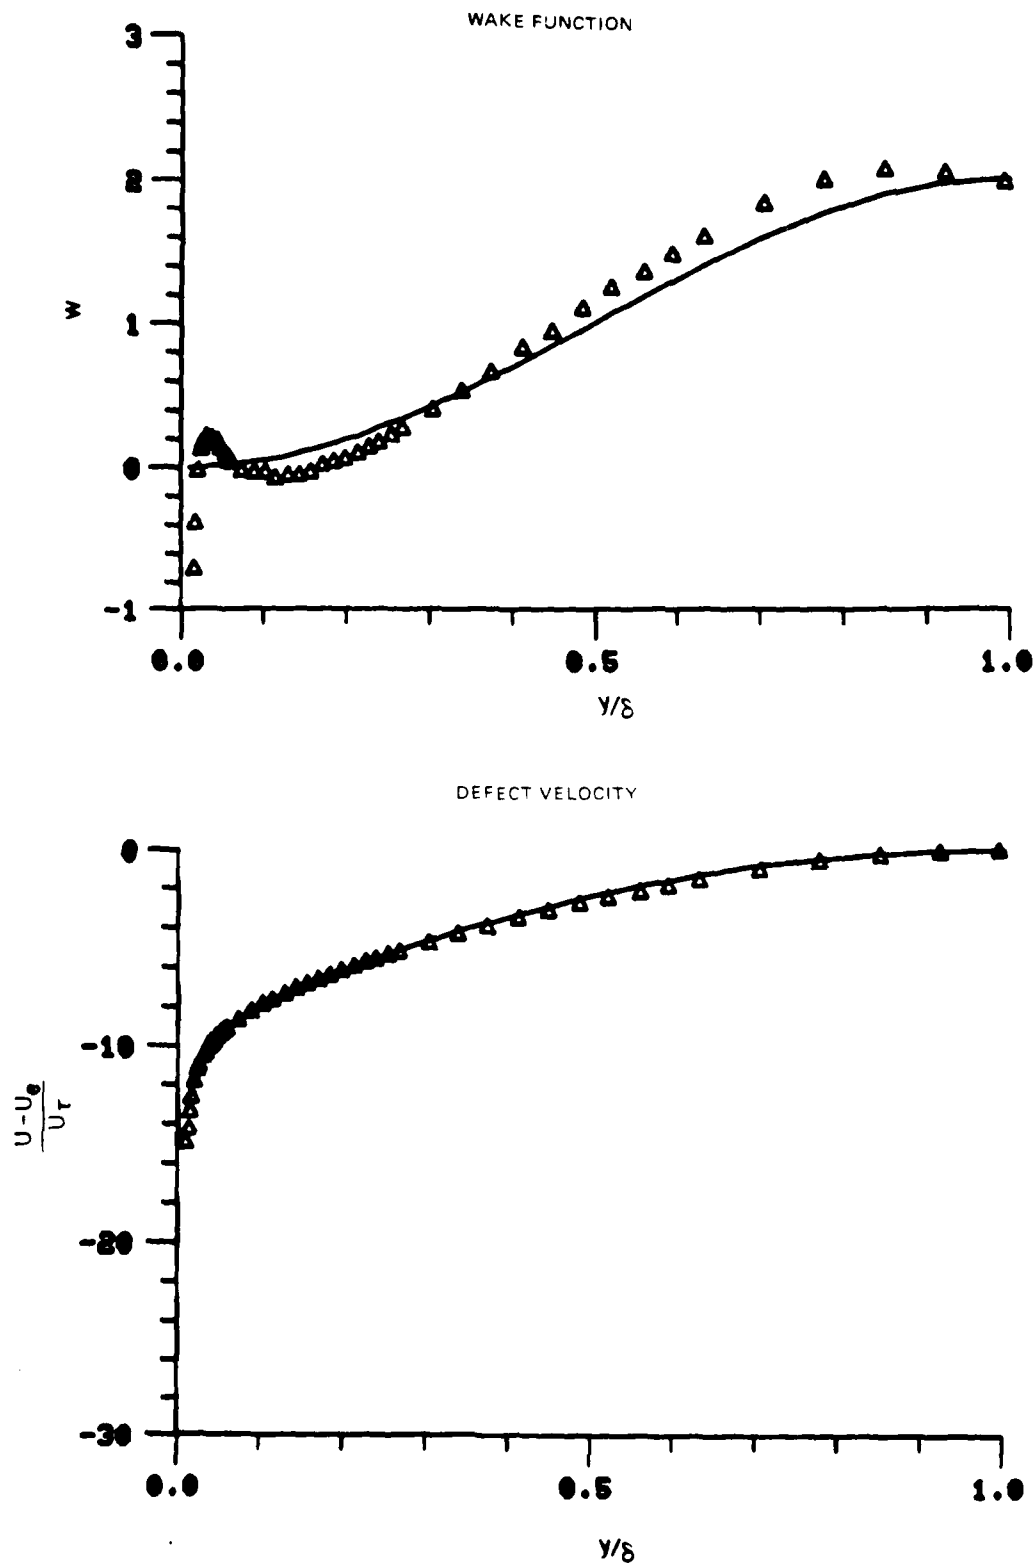 WAKE FUNCTION
3
2
1
0
-1
W
0.0 0.5 1.0
y/δ
DEFECT VELOCITY
0
-10
-20
-30
U-Ue
Uτ
0.0 0.5 1.0
y/δ